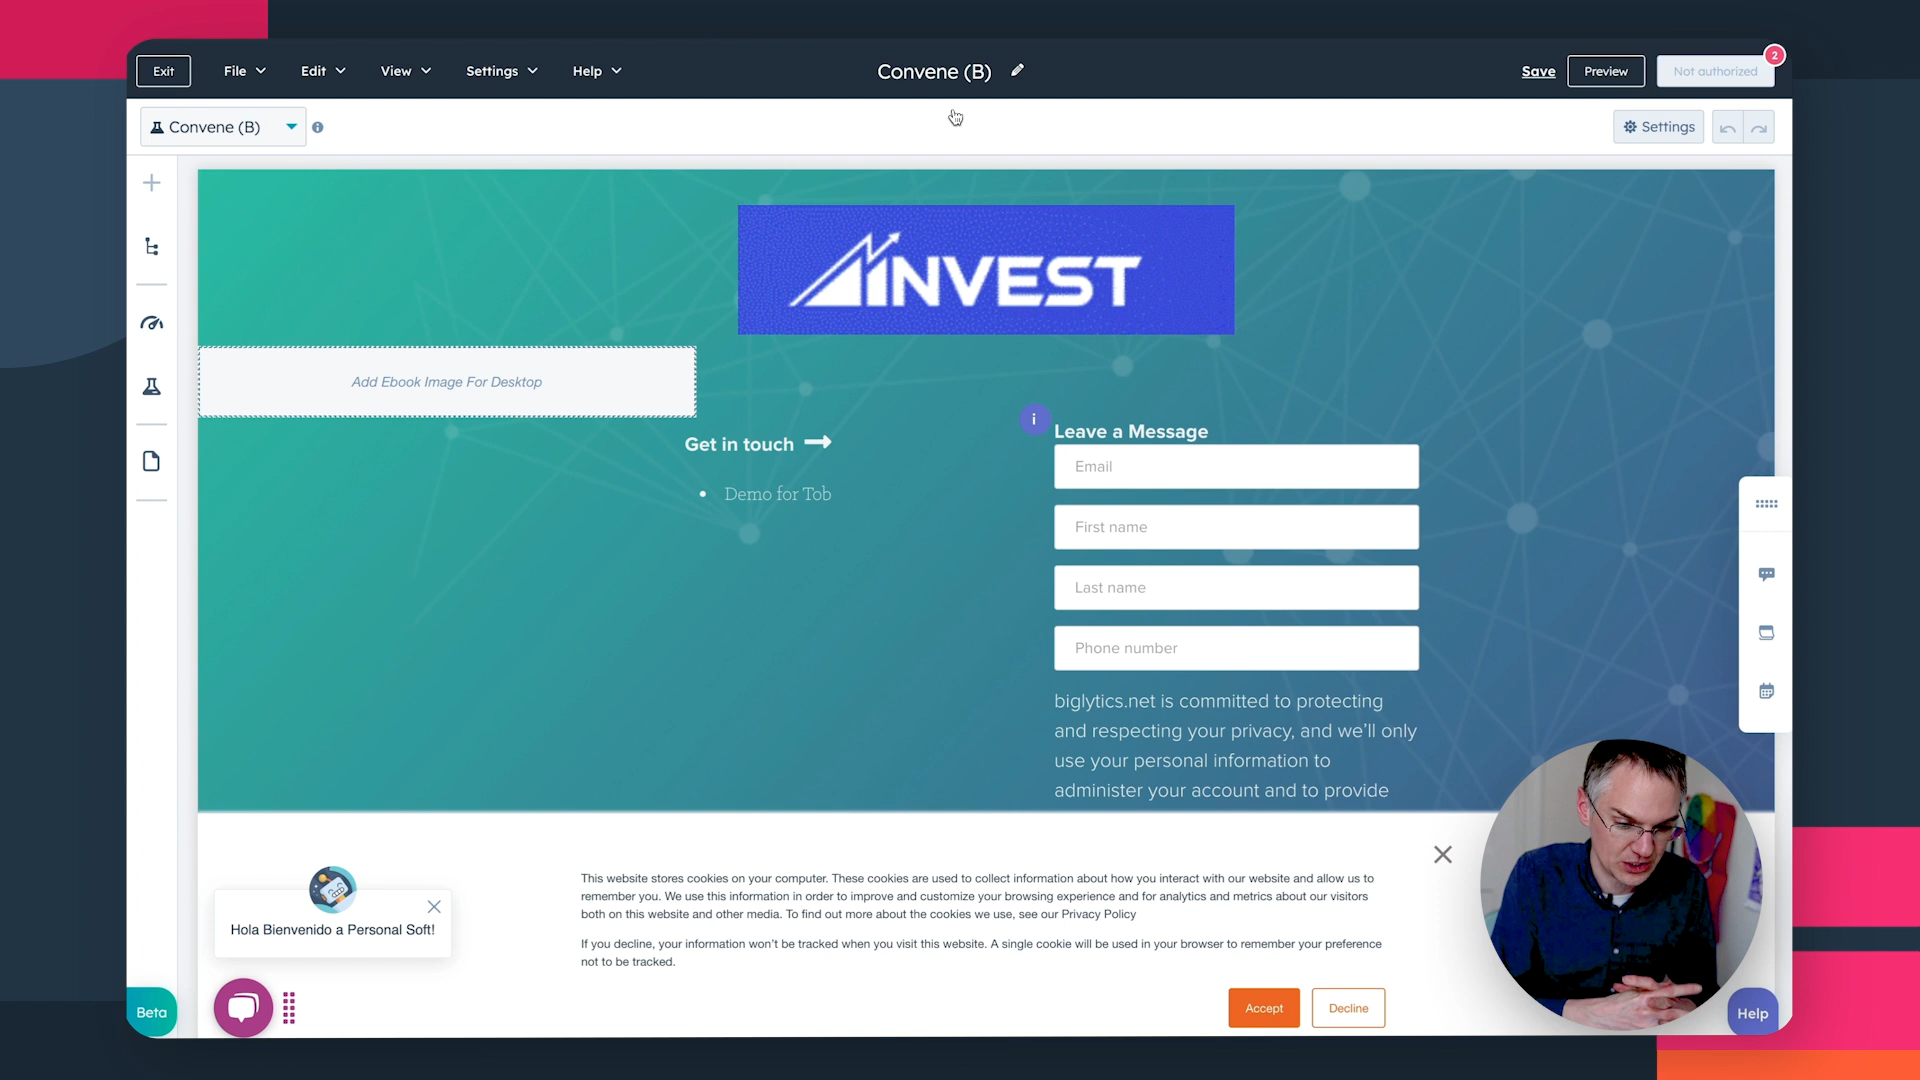 Exit
File
Edit
View
Settings
Help
Convene (B)
Save
Preview
Not authorized
2
Convene (B)
Settings
INVEST
Add Ebook Image For Desktop
Get in touch
• Demo for Tob
i
Leave a Message
Email
First name
Last name
Phone number
biglytics.net is committed to protecting
and respecting your privacy, and we'll only
use your personal information to
administer your account and to provide
This website stores cookies on your computer. These cookies are used to collect information about how you interact with our website and allow us to
remember you. We use this information in order to improve and customize your browsing experience and for analytics and metrics about our visitors
both on this website and other media. To find out more about the cookies we use, see our Privacy Policy
If you decline, your information won't be tracked when you visit this website. A single cookie will be used in your browser to remember your preference
not to be tracked.
Accept
Decline
Hola Bienvenido a Personal Soft!
Beta
Help